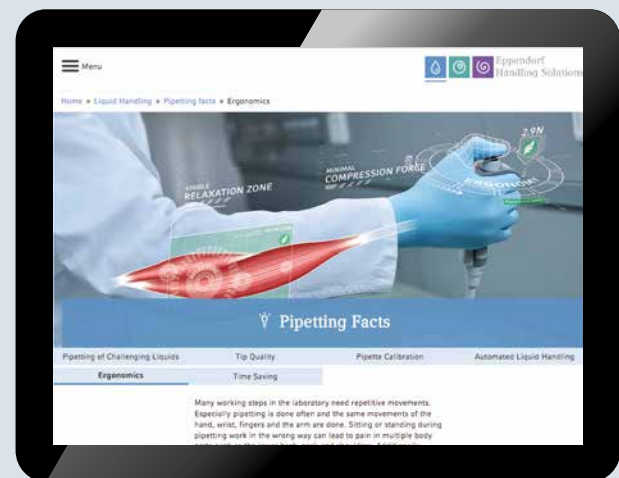 Menu
Eppendorf
Handling Solutions
Home » Liquid Handling » Pipetting facts » Ergonomics
2.9N
MINIMAL
COMPRESSION FORCE
VISIBLE
RELAXATION ZONE
ERGONOMI
Pipetting Facts
Pipetting of Challenging Liquids
Tip Quality
Pipette Calibration
Automated Liquid Handling
Ergonomics
Time Saving
Many working steps in the laboratory need repetitive movements.
Especially pipetting is done often and the same movements of the
hand, wrist, fingers and the arm are done. Sitting or standing during
pipetting work in the wrong way can lead to pain in multiple body